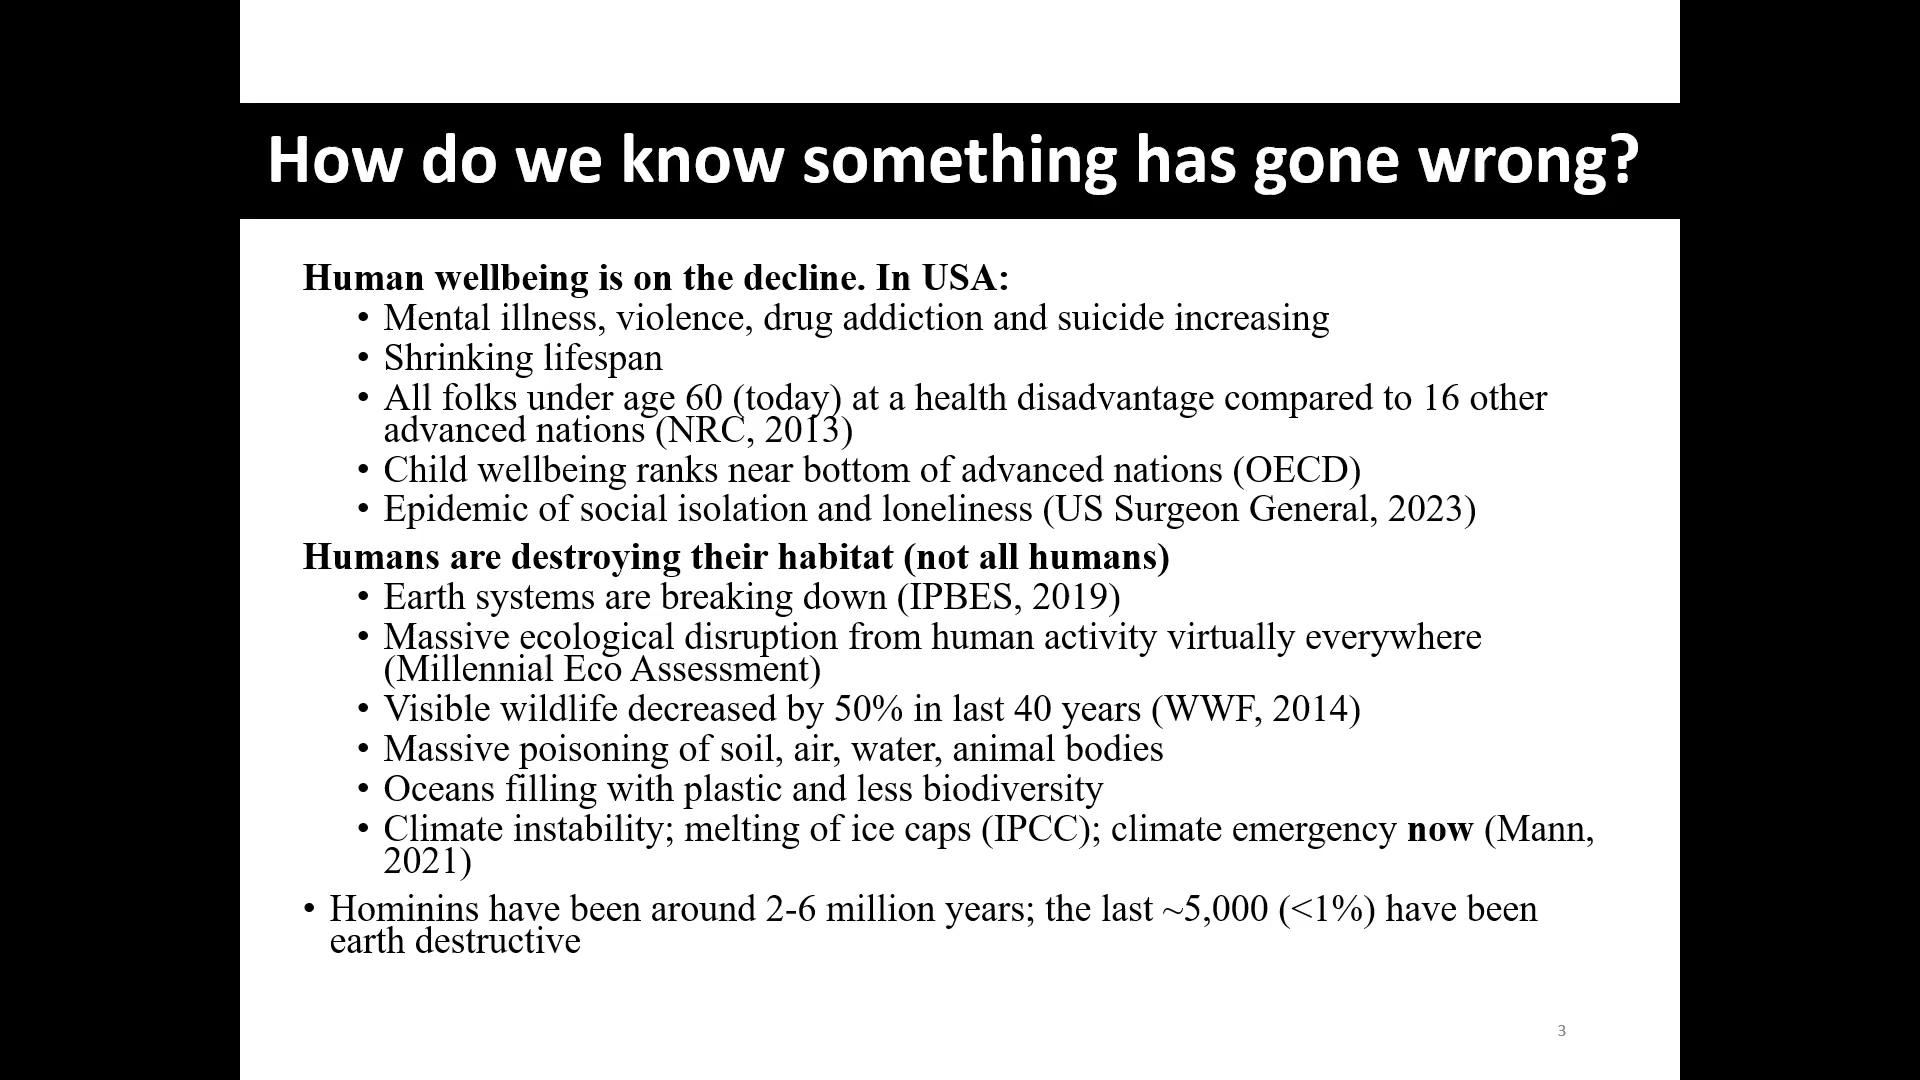 How do we know something has gone wrong?
Human wellbeing is on the decline. In USA:
• Mental illness, violence, drug addiction and suicide increasing
• Shrinking lifespan
• All folks under age 60 (today) at a health disadvantage compared to 16 other
advanced nations (NRC, 2013)
• Child wellbeing ranks near bottom of advanced nations (OECD)
• Epidemic of social isolation and loneliness (US Surgeon General, 2023)
Humans are destroying their habitat (not all humans)
• Earth systems are breaking down (IPBES, 2019)
• Massive ecological disruption from human activity virtually everywhere
(Millennial Eco Assessment)
• Visible wildlife decreased by 50% in last 40 years (WWF, 2014)
• Massive poisoning of soil, air, water, animal bodies
• Oceans filling with plastic and less biodiversity
• Climate instability; melting of ice caps (IPCC); climate emergency now (Mann,
2021)
• Hominins have been around 2-6 million years; the last ~5,000 (<1%) have been
earth destructive
3